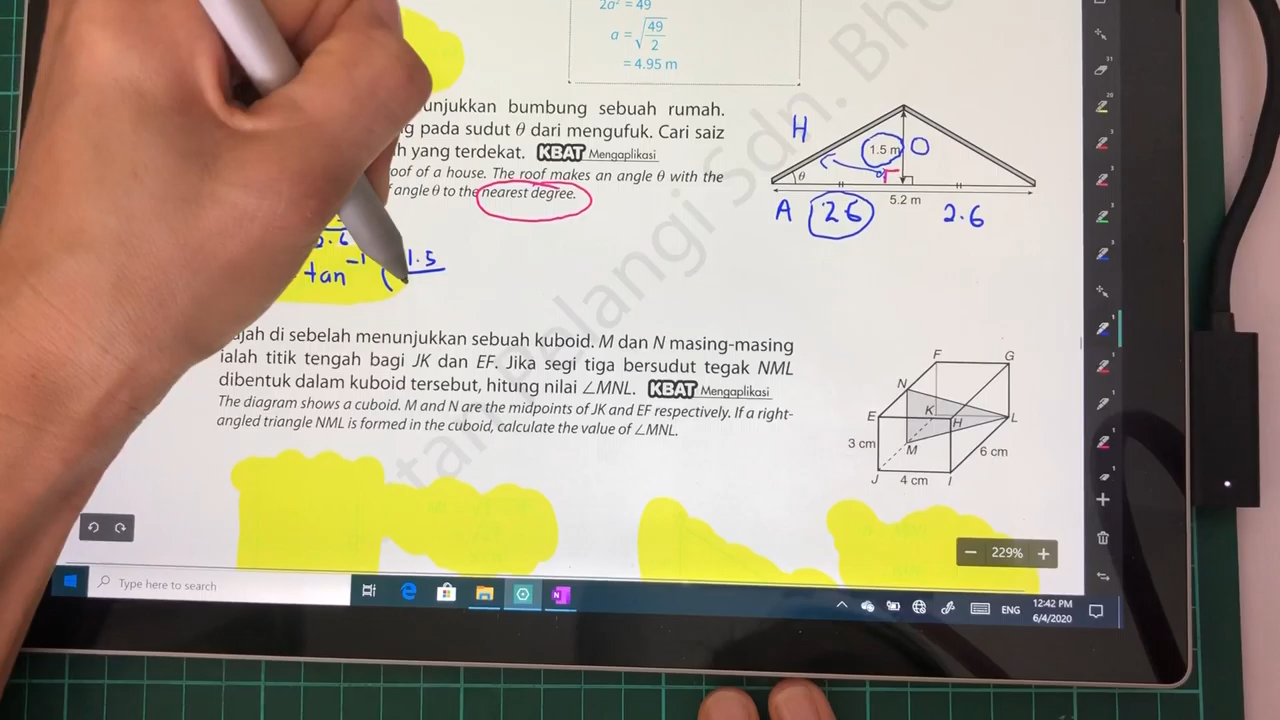 2a² = 49
a = √49/2
= 4.95 m
unjukkan bumbung sebuah rumah.
g pada sudut θ dari mengufuk. Cari saiz
h yang terdekat. KBAT Mengaplikasi
oof of a house. The roof makes an angle θ with the
angle θ to the nearest degree.
2.6
tan⁻¹ (1.5
H
1.5 m O
θ
T
5.2 m
A 2.6 2.6
ajah di sebelah menunjukkan sebuah kuboid. M dan N masing-masing
ialah titik tengah bagi JK dan EF. Jika segi tiga bersudut tegak NML
dibentuk dalam kuboid tersebut, hitung nilai ∠MNL. KBAT Mengaplikasi
The diagram shows a cuboid. M and N are the midpoints of JK and EF respectively. If a right-
angled triangle NML is formed in the cuboid, calculate the value of ∠MNL.
F G
N
E K H L
3 cm M 6 cm
J 4 cm I
Pelangi Sdn. Bh
229%
Type here to search
ENG
12:42 PM
6/4/2020